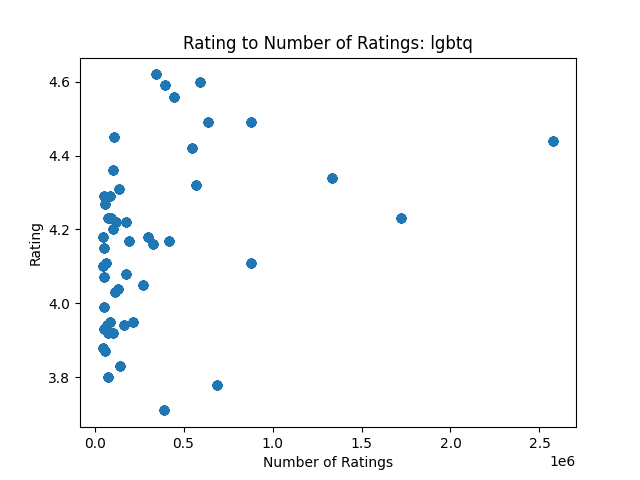 Rating to Number of Ratings: lgbtq
4.6
4.4
4.2
4.0
3.8
Rating
0.0 0.5 1.0 1.5 2.0 2.5
1e6
Number of Ratings